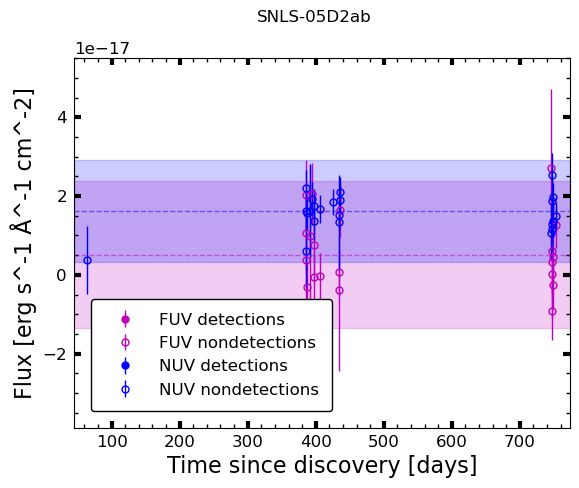 SNLS-05D2ab
1e−17
Flux [erg s^-1 Å^-1 cm^-2]
4
2
0
−2
FUV detections
FUV nondetections
NUV detections
NUV nondetections
100 200 300 400 500 600 700
Time since discovery [days]